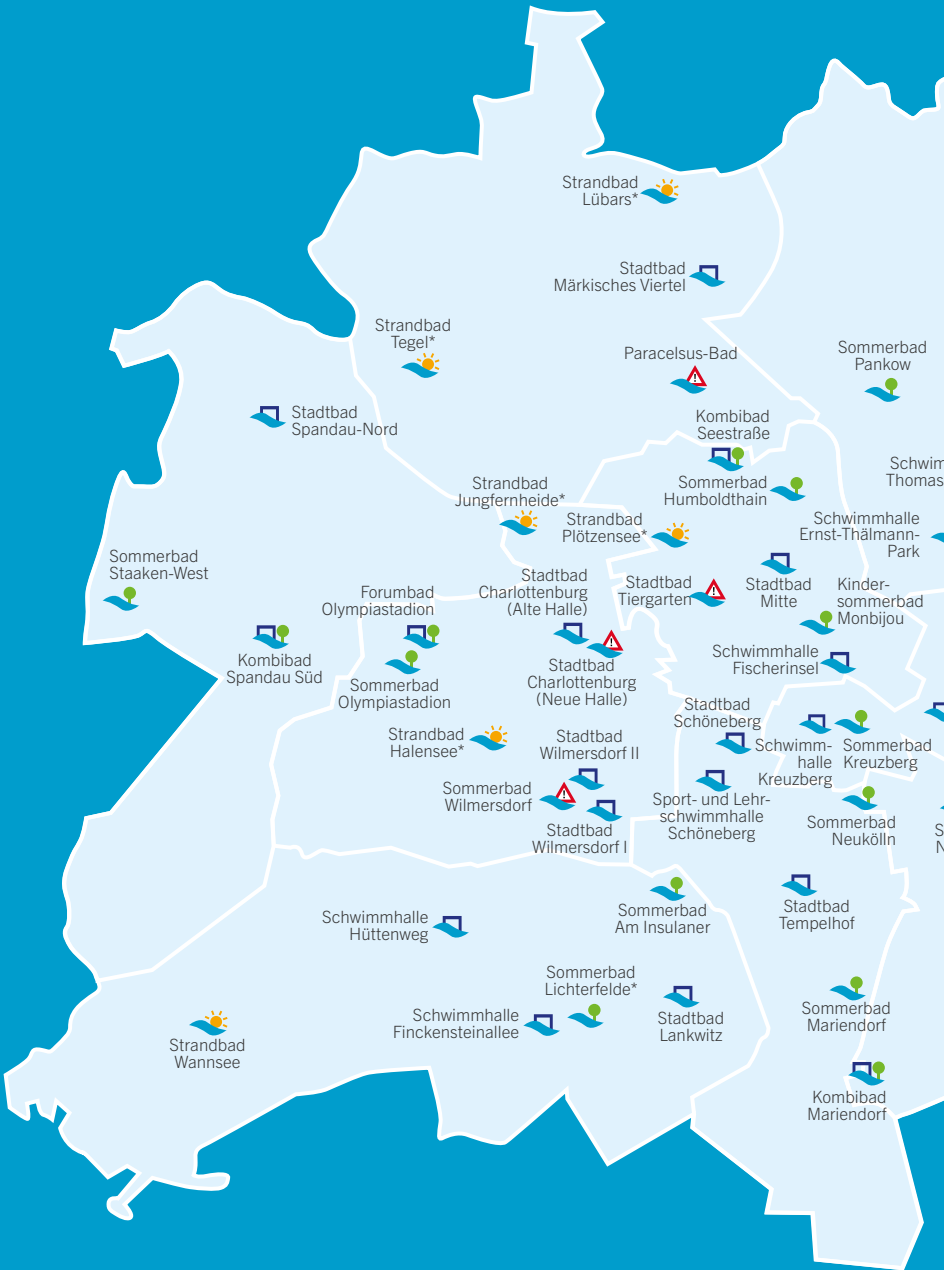 Strandbad
Lübars*
Stadtbad
Märkisches Viertel
Strandbad
Tegel*
Paracelsus-Bad
Sommerbad
Pankow
Stadtbad
Spandau-Nord
Kombibad
Seestraße
Schwim
Thomas
Strandbad
Jungfernheide*
Sommerbad
Humboldthain
Strandbad
Plötzensee*
Schwimmhalle
Ernst-Thälmann-
Park
Sommerbad
Staaken-West
Forumbad
Olympiastadion
Stadtbad
Charlottenburg
(Alte Halle)
Stadtbad
Tiergarten
Stadtbad
Mitte
Kinder-
sommerbad
Monbijou
Kombibad
Spandau Süd
Sommerbad
Olympiastadion
Stadtbad
Charlottenburg
(Neue Halle)
Schwimmhalle
Fischerinsel
Strandbad
Halensee*
Stadtbad
Wilmersdorf II
Stadtbad
Schöneberg
Schwimm-
halle
Kreuzberg
Sommerbad
Kreuzberg
Sommerbad
Wilmersdorf
Stadtbad
Wilmersdorf I
Sport- und Lehr-
schwimmhalle
Schöneberg
Sommerbad
Neukölln
S
N
Schwimmhalle
Hüttenweg
Sommerbad
Am Insulaner
Stadtbad
Tempelhof
Sommerbad
Lichterfelde*
Schwimmhalle
Finckensteinallee
Stadtbad
Lankwitz
Sommerbad
Mariendorf
Strandbad
Wannsee
Kombibad
Mariendorf